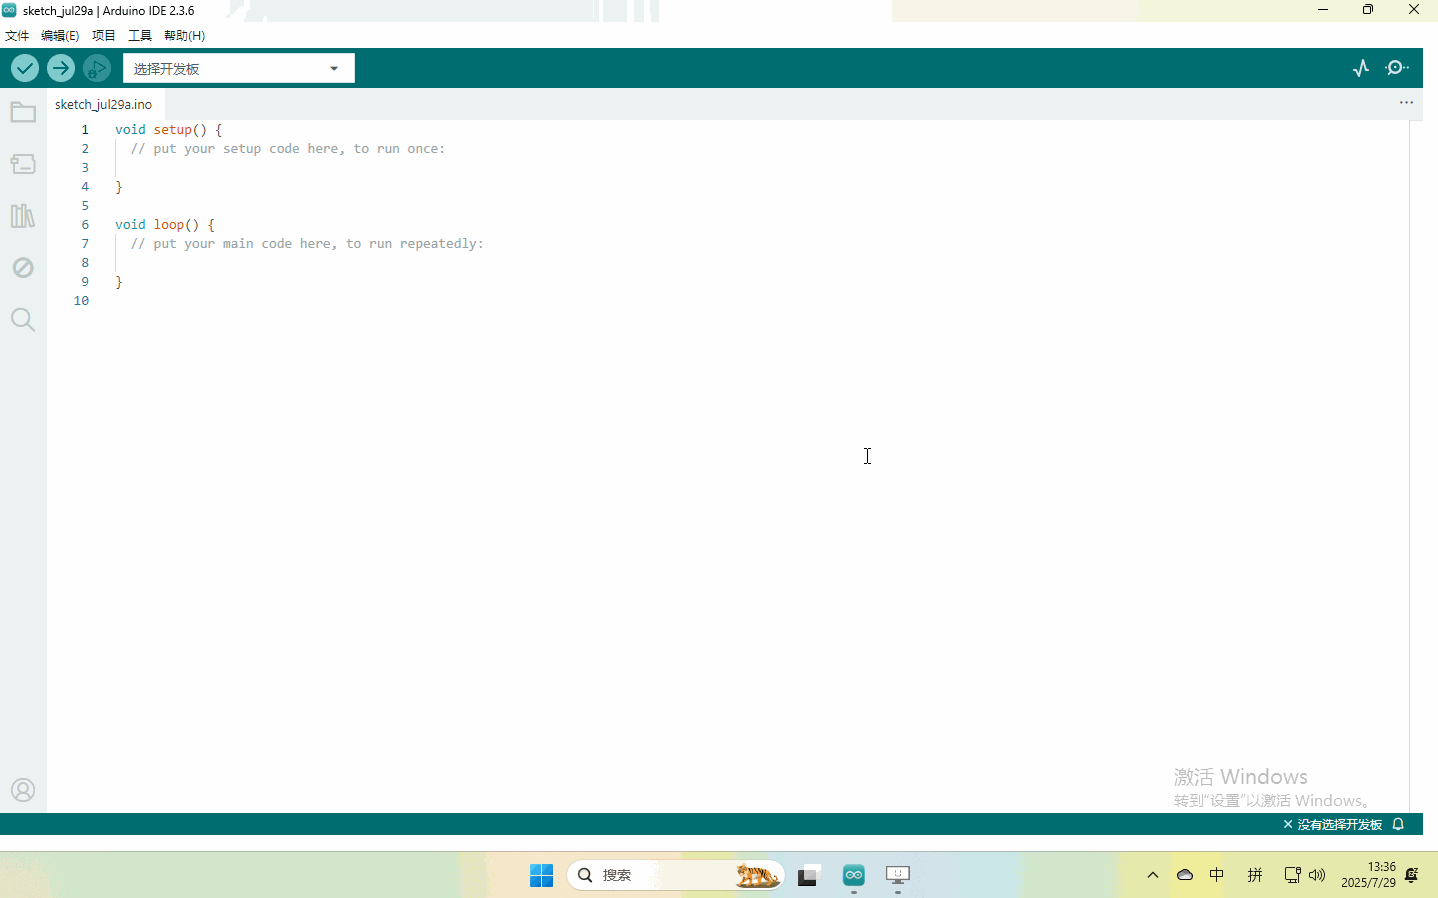 sketch_jul29a | Arduino IDE 2.3.6
文件 编辑(E) 项目 工具 帮助(H)
选择开发板
sketch_jul29a.ino
1 void setup() {
2 // put your setup code here, to run once:
3
4 }
5
6 void loop() {
7 // put your main code here, to run repeatedly:
8
9 }
10
激活 Windows
转到“设置”以激活 Windows。
没有选择开发板
搜索
中 拼
13:36
2025/7/29